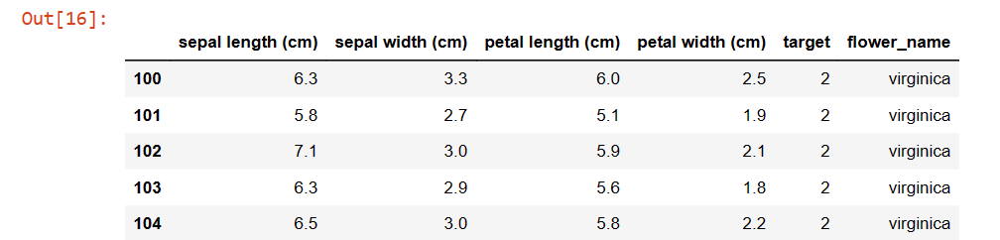 Out[16]:
sepal length (cm) sepal width (cm) petal length (cm) petal width (cm) target flower_name
100 6.3 3.3 6.0 2.5 2 virginica
101 5.8 2.7 5.1 1.9 2 virginica
102 7.1 3.0 5.9 2.1 2 virginica
103 6.3 2.9 5.6 1.8 2 virginica
104 6.5 3.0 5.8 2.2 2 virginica